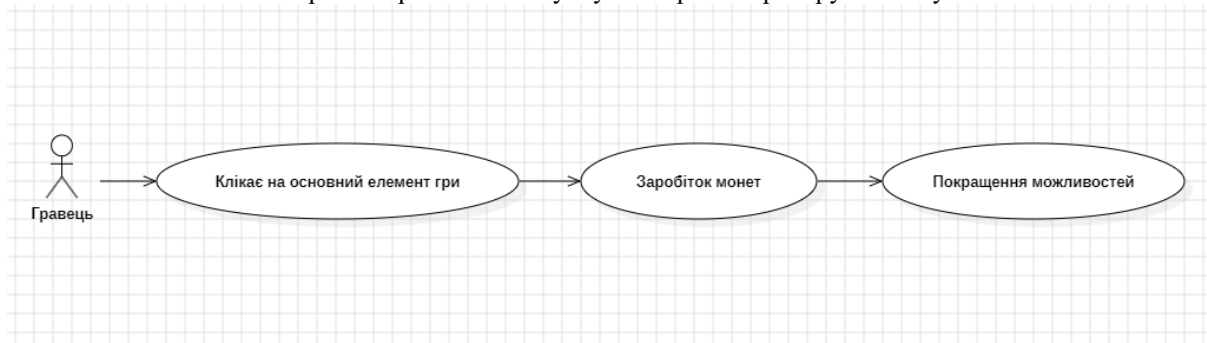 Гравець
Клікає на основний елемент гри
Заробіток монет
Покращення можливостей